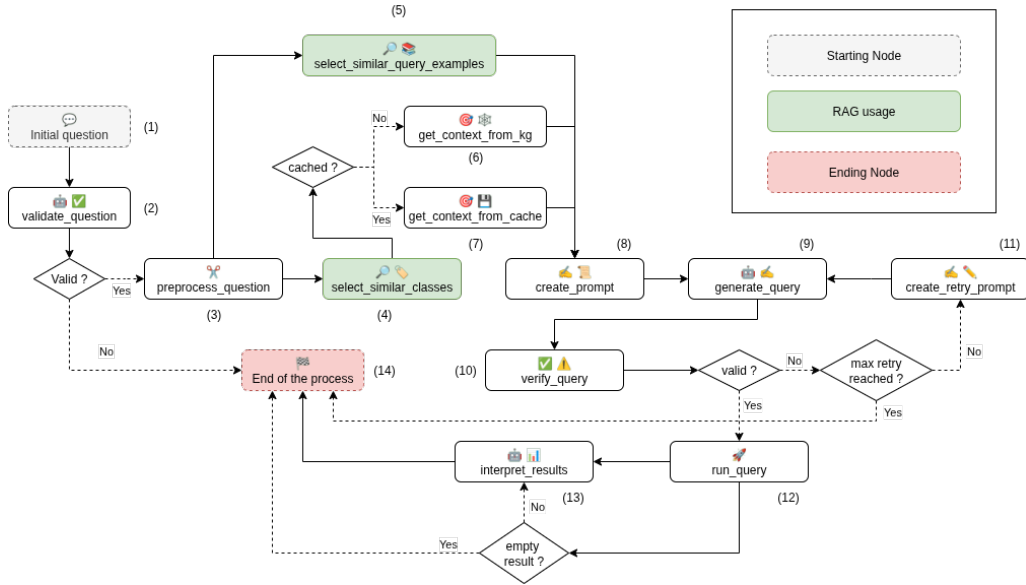 (5)
select_similar_query_examples
Starting Node
RAG usage
Ending Node
Initial question
(1)
No
get_context_from_kg
(6)
cached ?
validate_question
(2)
Yes
get_context_from_cache
(7)
(8)
(9)
(11)
Valid ?
Yes
preprocess_question
(3)
select_similar_classes
(4)
create_prompt
generate_query
create_retry_prompt
No
End of the process
(14)
(10)
verify_query
valid ?
No
max retry
reached ?
No
Yes
Yes
interpret_results
(13)
run_query
(12)
No
Yes
empty
result ?